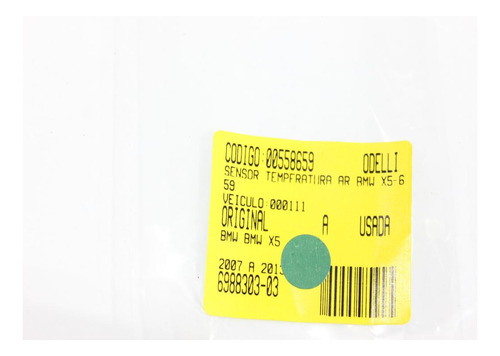 CODIGO:00558659 ODELLI
SENSOR TEMPERATURA AR BMW X5-6
59
VEICULO:000111
ORIGINAL A USADA
BMW BMW X5
2007 A 2013
6988303-03